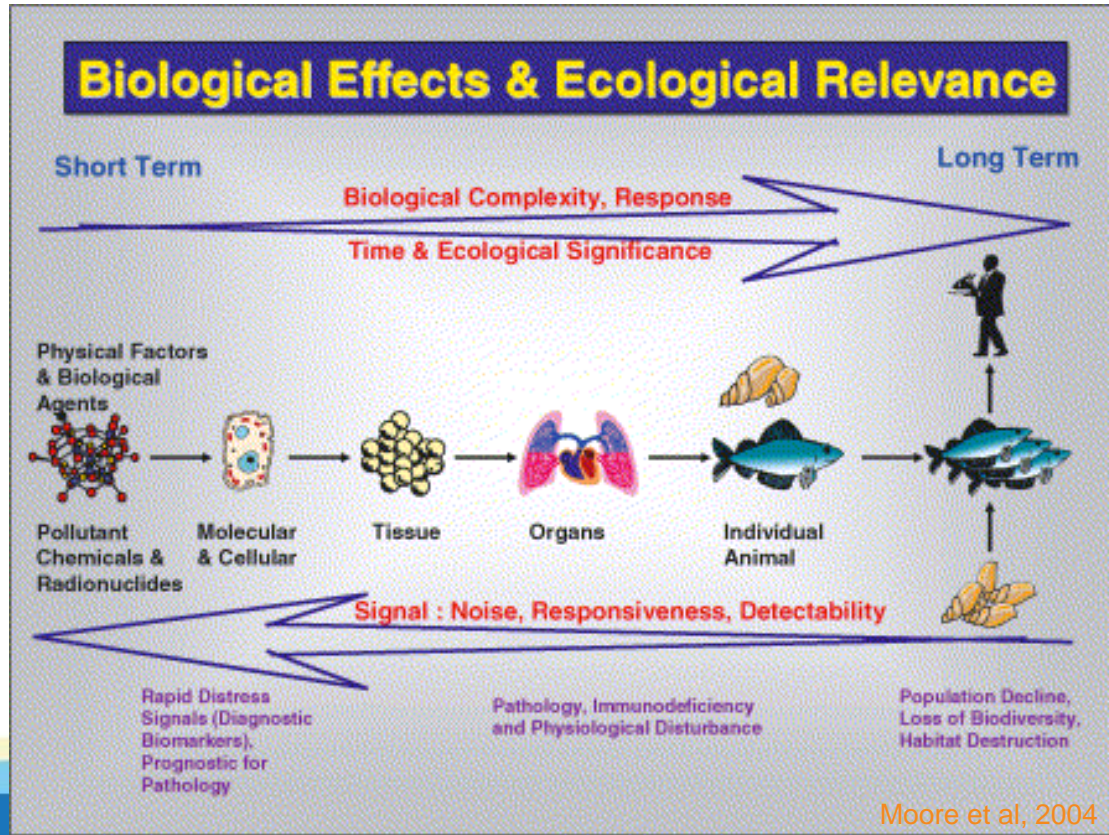 Biological Effects & Ecological Relevance
Short Term
Long Term
Biological Complexity, Response
Time & Ecological Significance
Physical Factors
& Biological
Agents
Pollutant
Chemicals &
Radionuclides
Molecular
& Cellular
Tissue
Organs
Individual
Animal
Signal : Noise, Responsiveness, Detectability
Rapid Distress
Signals (Diagnostic
Biomarkers),
Prognostic for
Pathology
Pathology, Immunodeficiency
and Physiological Disturbance
Population Decline,
Loss of Biodiversity,
Habitat Destruction
Moore et al, 2004